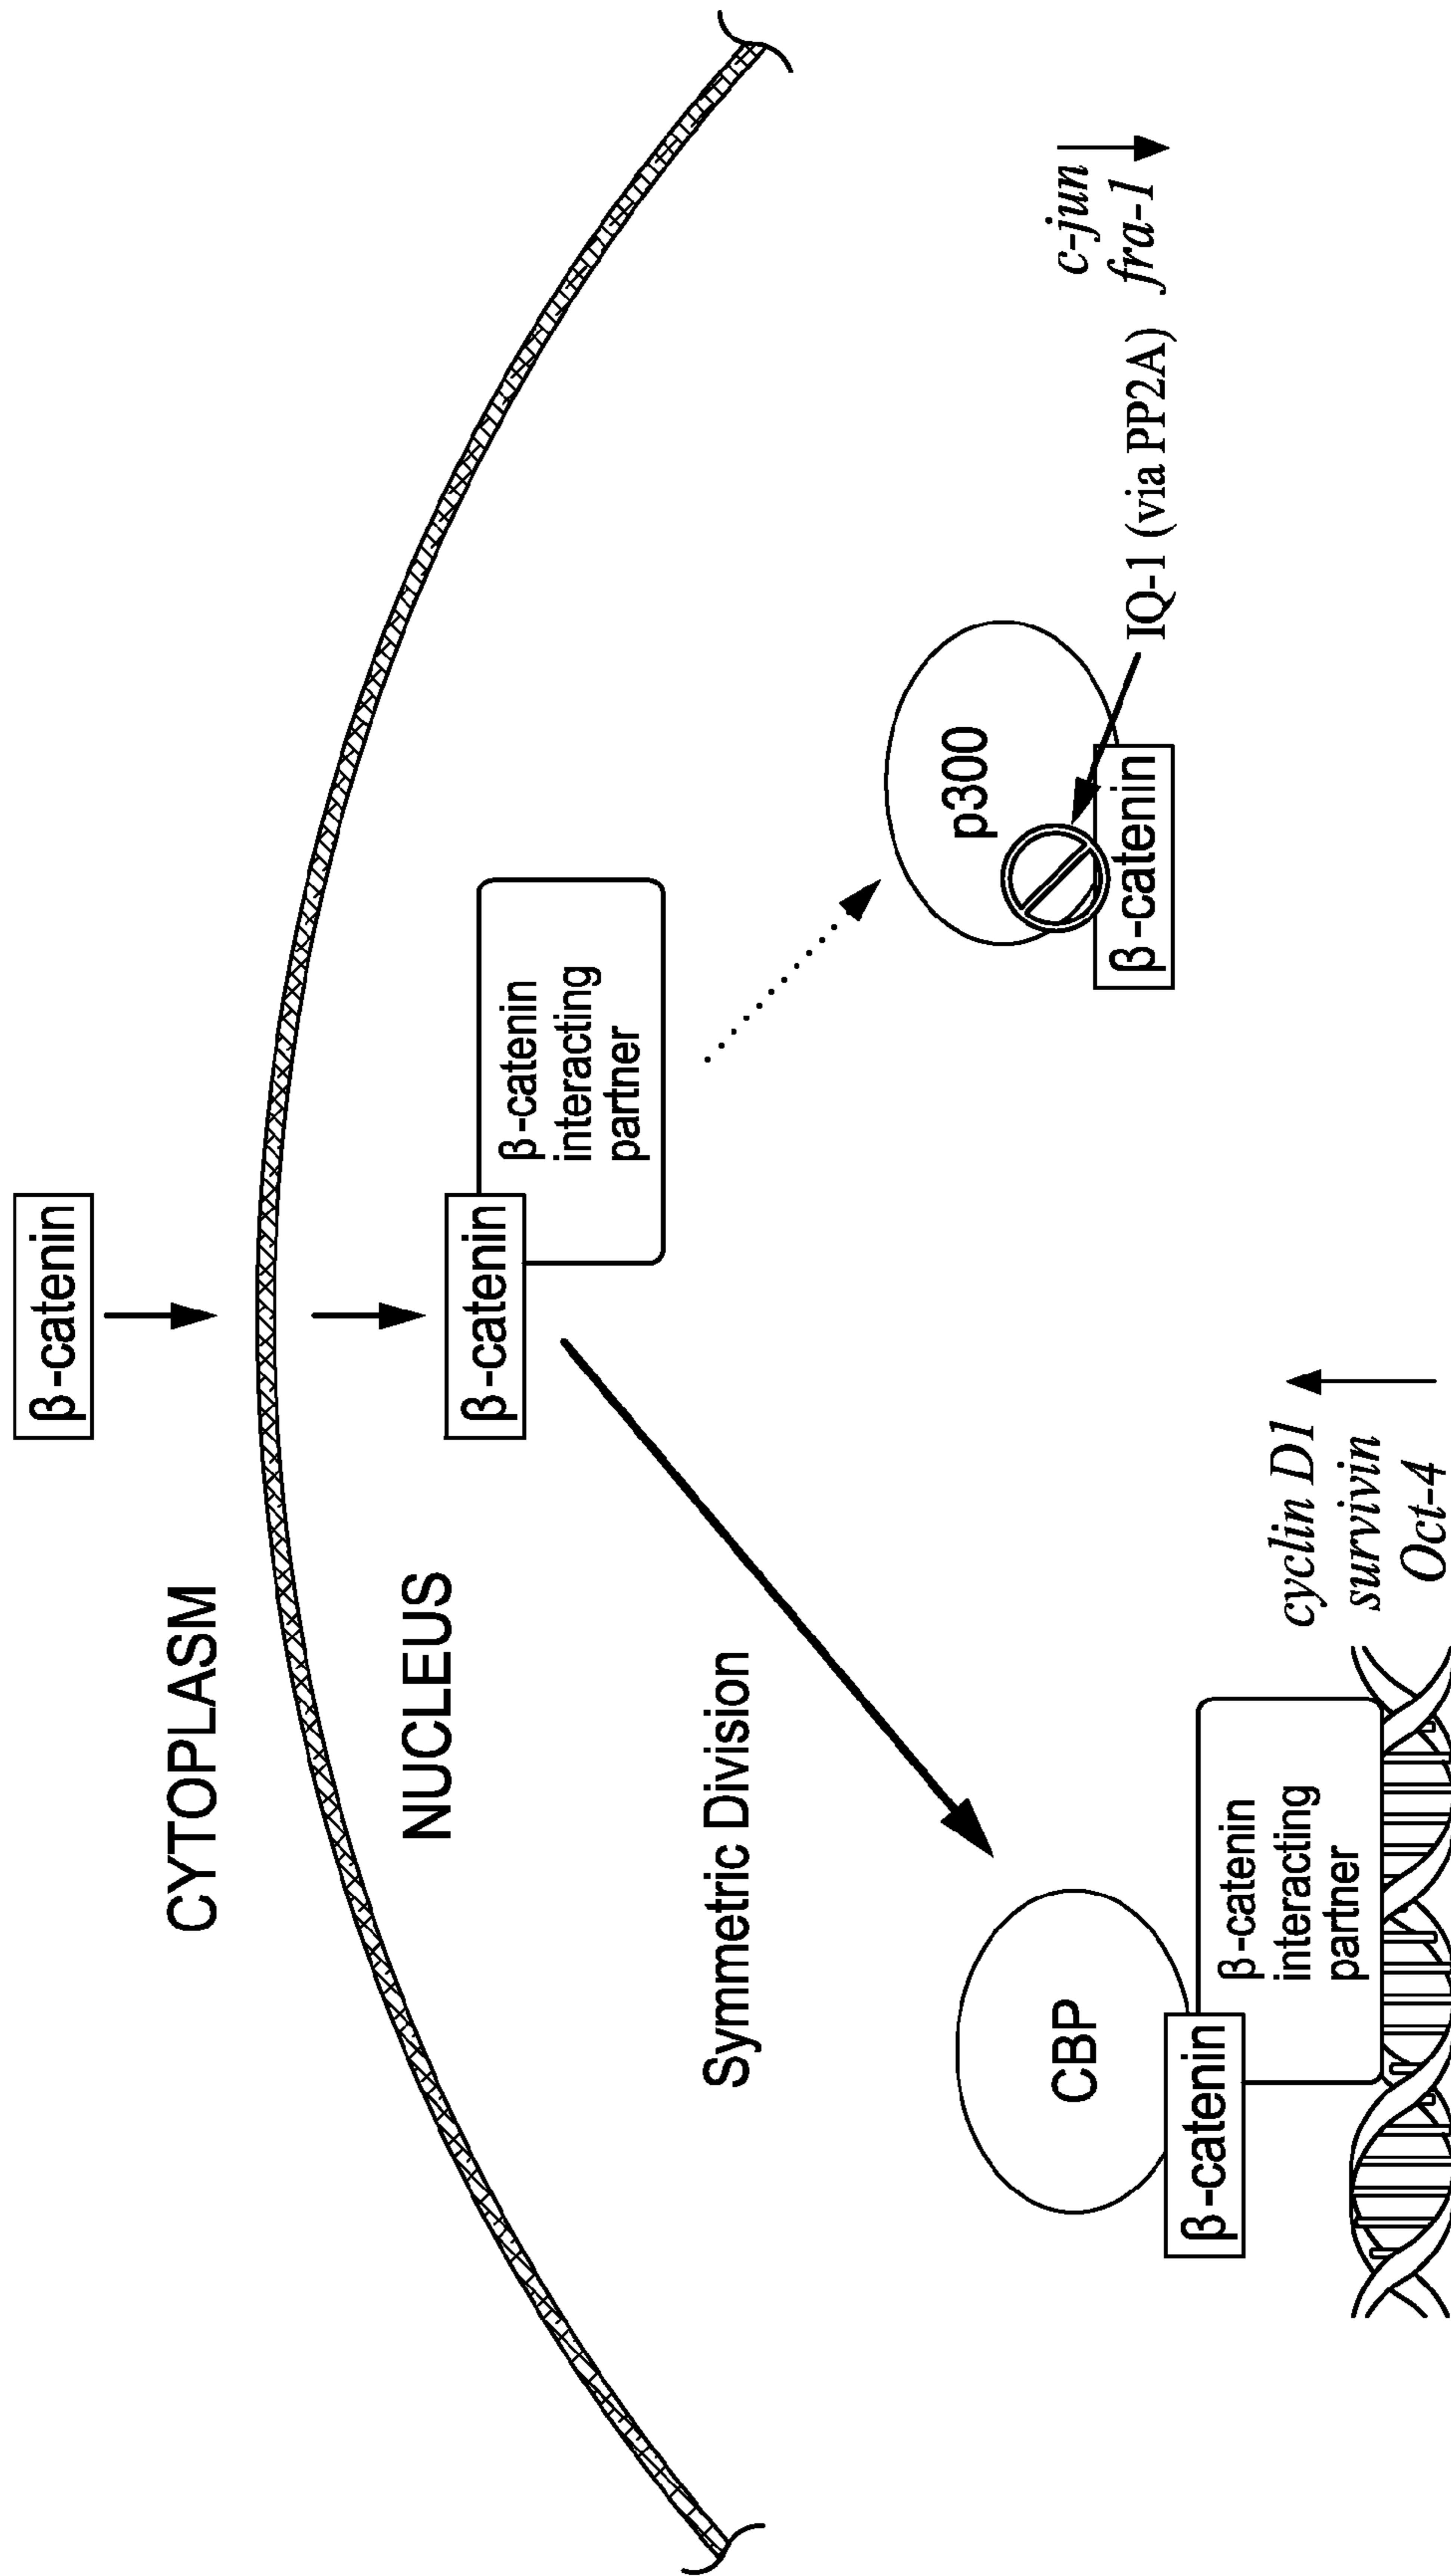 β-catenin
CYTOPLASM
NUCLEUS
β-catenin
β-catenin
interacting
partner
Symmetric Division
CBP
β-catenin
β-catenin
interacting
partner
cyclin D1
survivin
Oct-4
p300
β-catenin
IQ-1 (via PP2A)
c-jun
fra-1